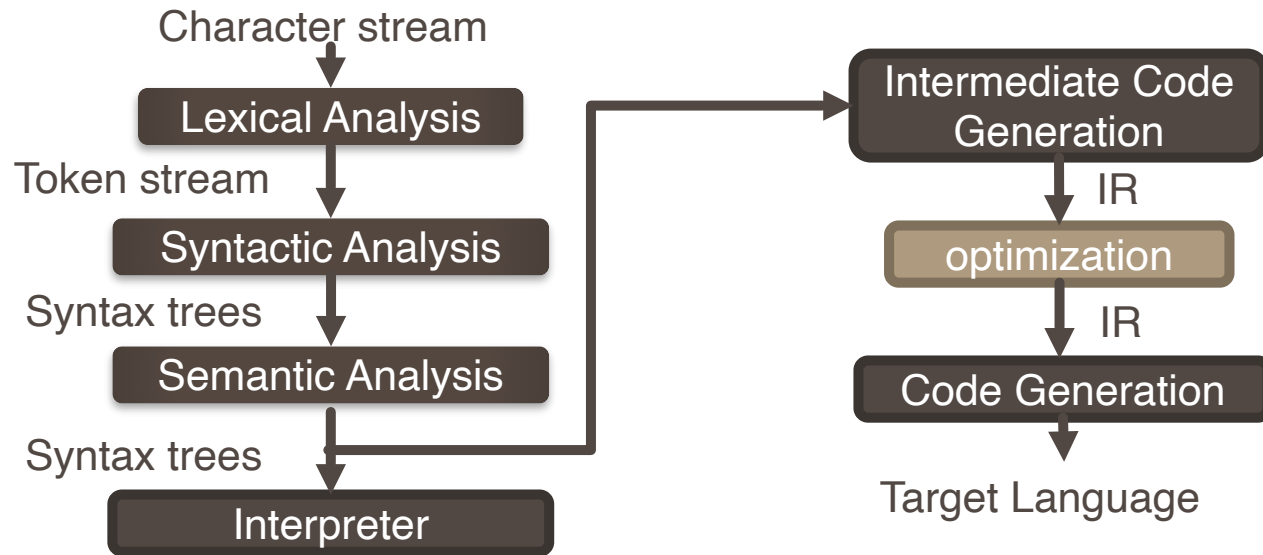 Character stream
Lexical Analysis
Token stream
Syntactic Analysis
Syntax trees
Semantic Analysis
Syntax trees
Interpreter
Intermediate Code
Generation
IR
optimization
IR
Code Generation
Target Language